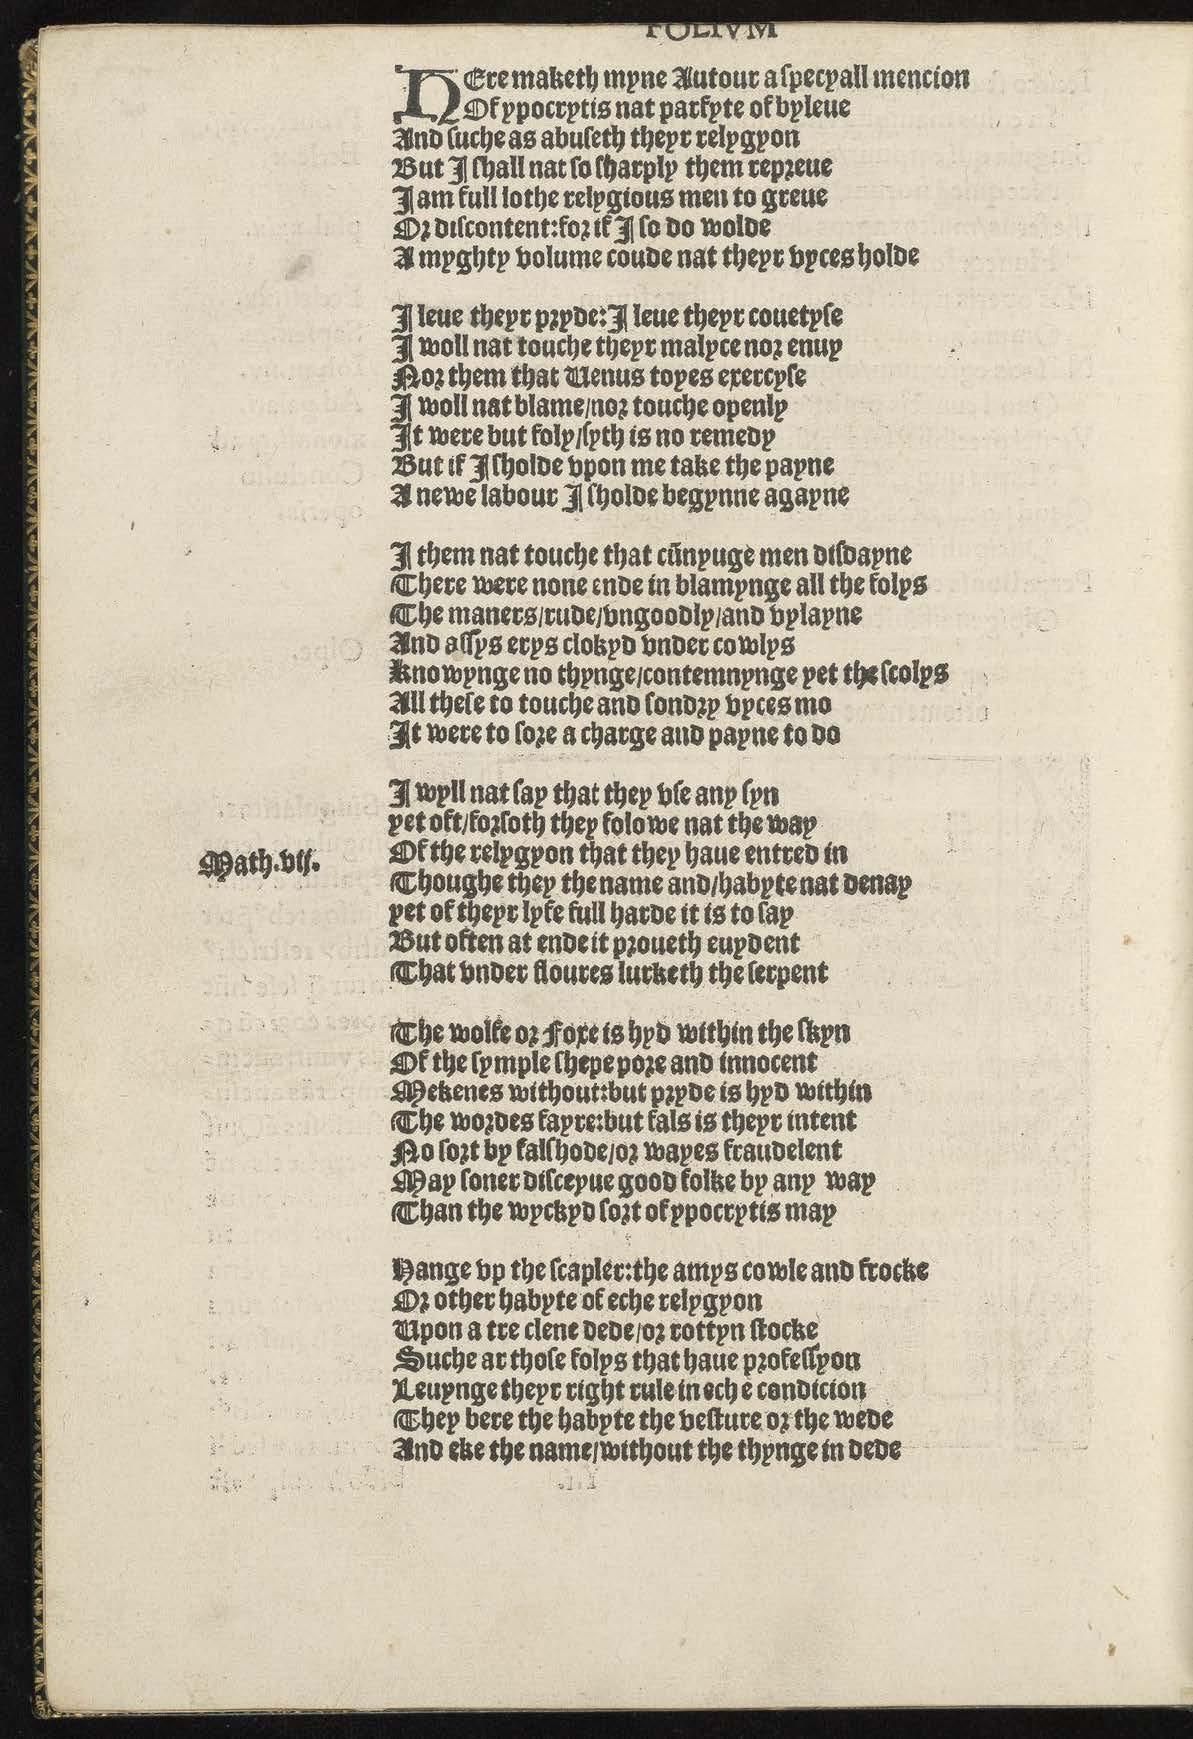 FOLIVM
HEre maketh myne Autour a ſpecyall mencion
Of ypocrytis nat parfyte of byleue
And ſuche as abuſeth theyr relygyon
But I ſhall nat ſo ſharply them repreue
I am full lothe relygious men to greue
Or diſcontent: for if I ſo do wolde
A myghty volume coude nat theyr vyces holde
I leue theyr pryde: I leue theyr couetyſe
I woll nat touche theyr malyce nor enuy
Nor them that Uenus toyes exercyſe
I woll nat blame/nor touche openly
It were but foly/ſyth is no remedy
But if I ſholde vpon me take the payne
A newe labour I ſholde begynne agayne
I them nat touche that cūnyuge men diſdayne
There were none ende in blamynge all the folys
The maners/rude/vngoodly/and vylayne
And aſſys erys clokyd vnder cowlys
Knowynge no thynge/contemnynge yet the ſcolys
All theſe to touche and ſondry vyces mo
It were to ſore a charge and payne to do
I wyll nat ſay that they vſe any ſyn
yet oft/forſoth they folowe nat the way
Math.vij.
Of the relygyon that they haue entred in
Thoughe they the name and/habyte nat denay
yet of theyr lyfe full harde it is to ſay
But often at ende it proueth euydent
That vnder floures lurketh the ſerpent
The wolfe or Foxe is hyd within the ſkyn
Of the ſymple ſhepe pore and innocent
Mekenes without: but pryde is hyd within
The wordes fayre: but fals is theyr intent
No ſort by falſhode/or wayes fraudelent
May ſoner diſceyue good folke by any way
Than the wyckyd ſort of ypocrytis may
Hange vp the ſcapler: the amys cowle and frocke
Or other habyte of eche relygyon
Upon a tre clene dede/or rottyn ſtocke
Suche ar thoſe folys that haue profeſſyon
Leuynge theyr right rule in eche condicion
They bere the habyte the veſture or the wede
And eke the name/without the thynge in dede